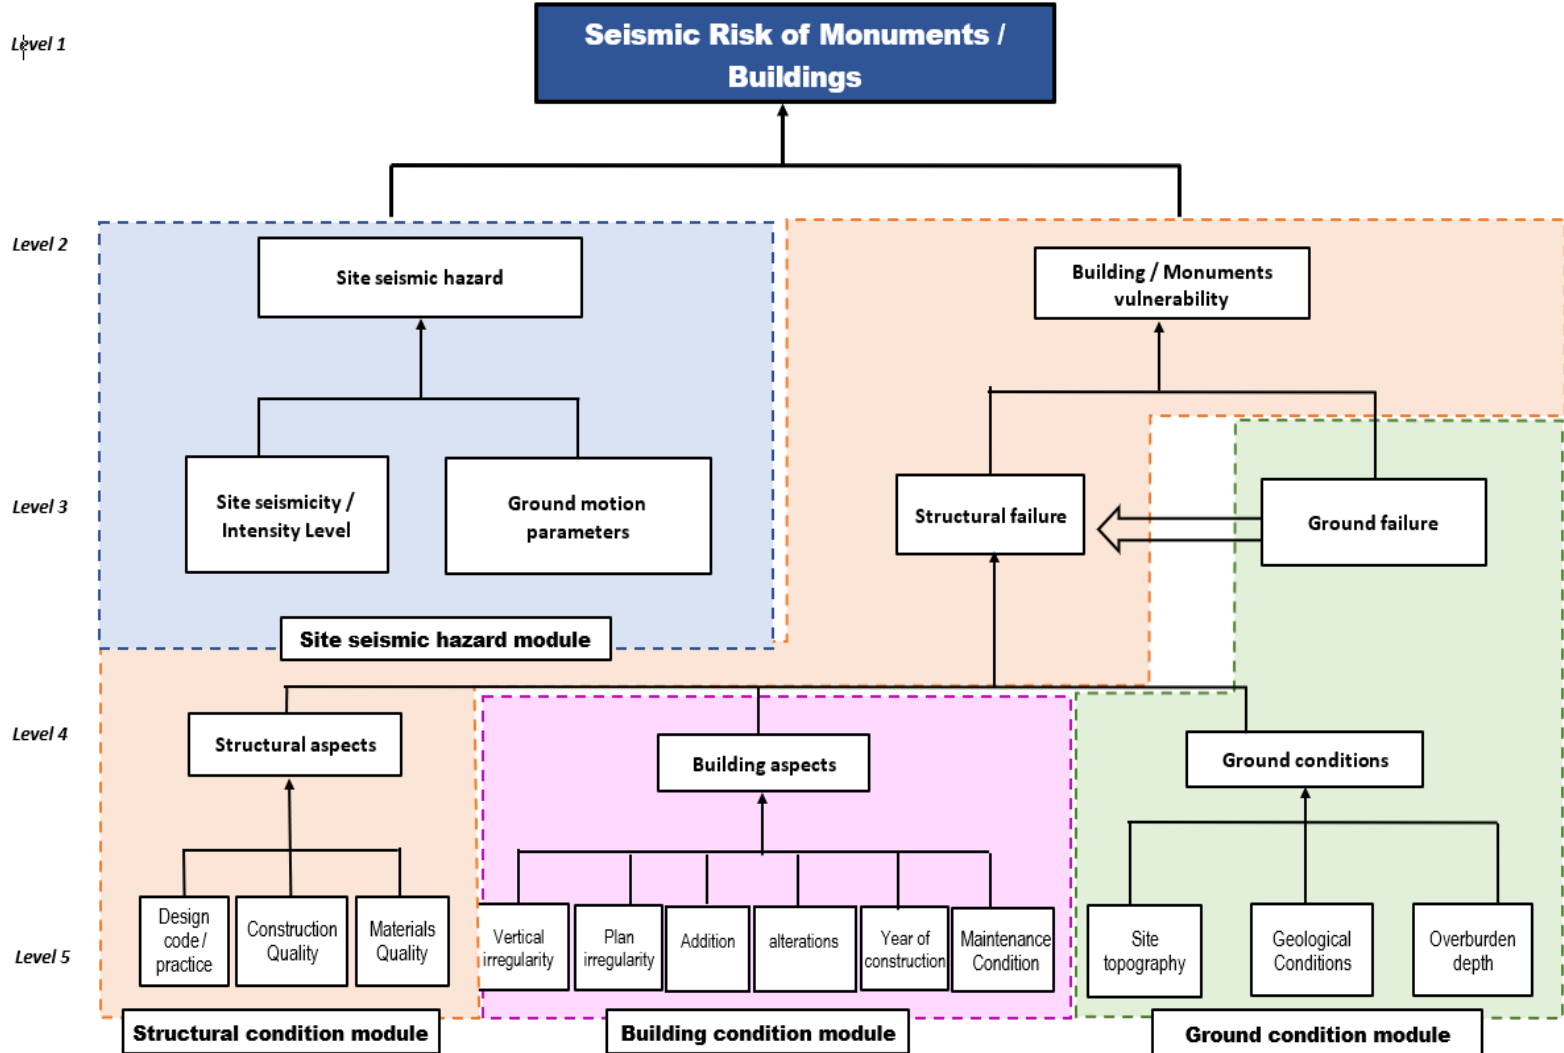 Level 1
Seismic Risk of Monuments /
Buildings
Level 2
Site seismic hazard
Building / Monuments
vulnerability
Level 3
Site seismicity /
Intensity Level
Ground motion
parameters
Structural failure
Ground failure
Site seismic hazard module
Level 4
Structural aspects
Building aspects
Ground conditions
Level 5
Design
code /
practice
Construction
Quality
Materials
Quality
Vertical
irregularity
Plan
irregularity
Addition
alterations
Year of
construction
Maintenance
Condition
Site
topography
Geological
Conditions
Overburden
depth
Structural condition module
Building condition module
Ground condition module